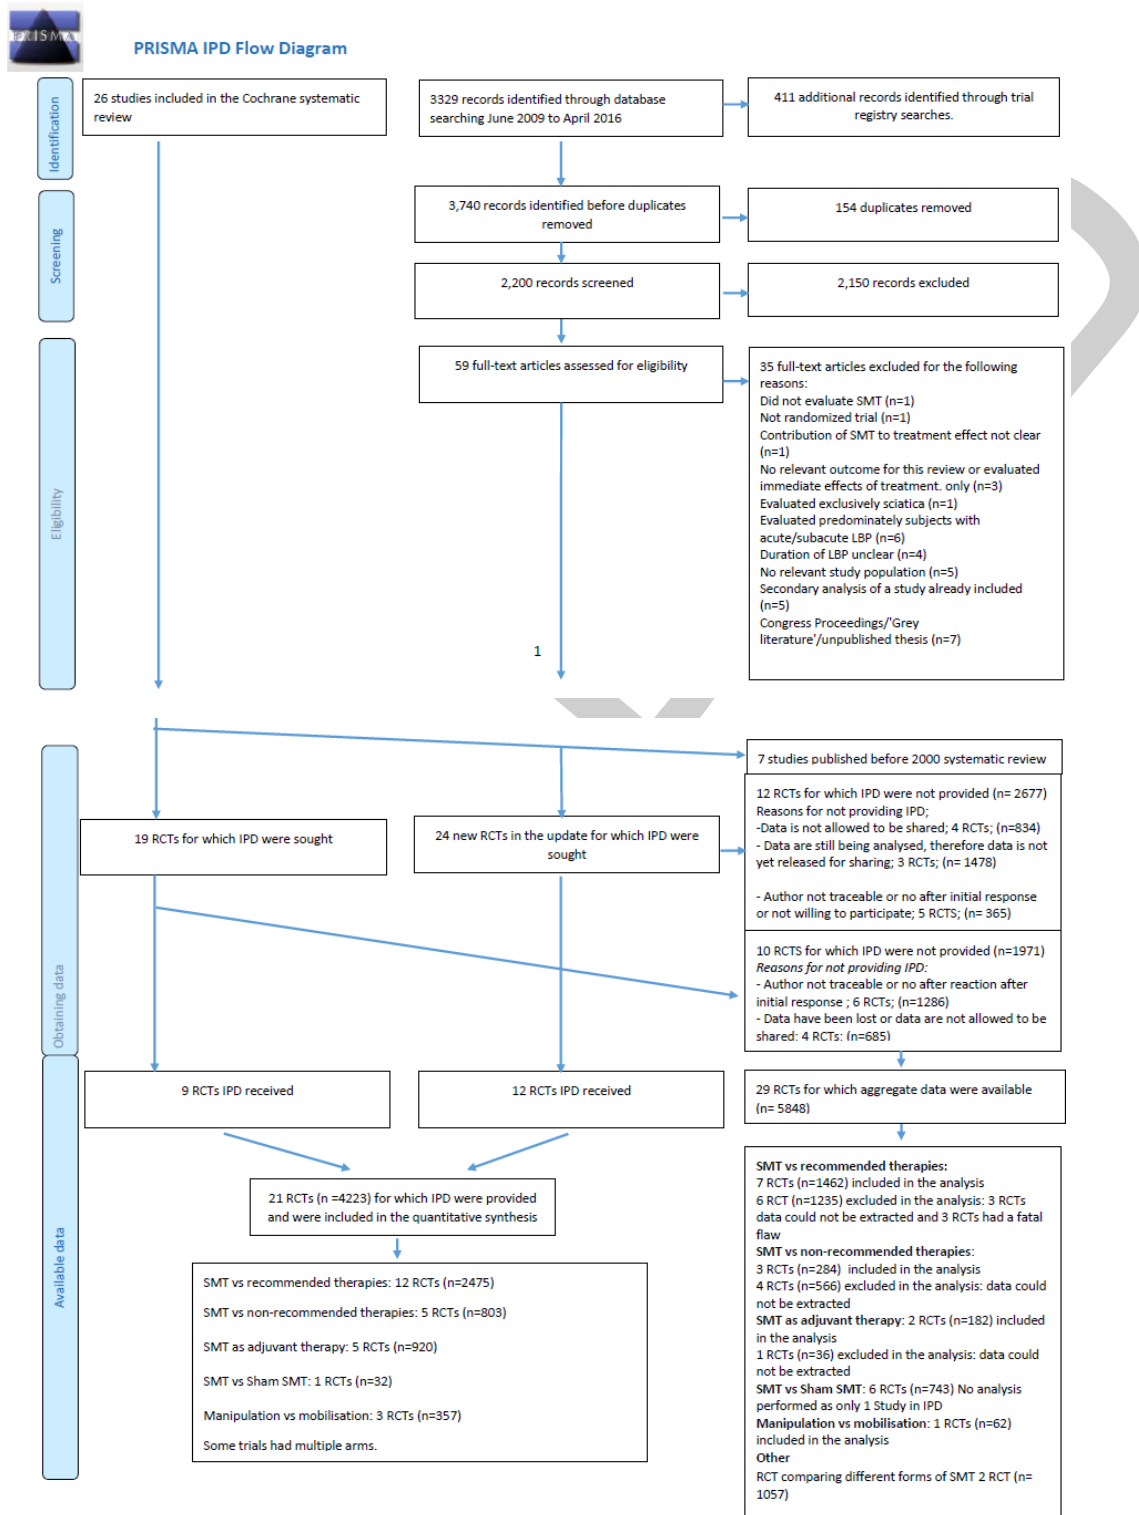 PRISMA
PRISMA IPD Flow Diagram
Identification
26 studies included in the Cochrane systematic
review
3329 records identified through database
searching June 2009 to April 2016
411 additional records identified through trial
registry searches.
Screening
3,740 records identified before duplicates
removed
154 duplicates removed
2,200 records screened
2,150 records excluded
Eligibility
59 full-text articles assessed for eligibility
35 full-text articles excluded for the following
reasons:
Did not evaluate SMT (n=1)
Not randomized trial (n=1)
Contribution of SMT to treatment effect not clear
(n=1)
No relevant outcome for this review or evaluated
immediate effects of treatment. only (n=3)
Evaluated exclusively sciatica (n=1)
Evaluated predominately subjects with
acute/subacute LBP (n=6)
Duration of LBP unclear (n=4)
No relevant study population (n=5)
Secondary analysis of a study already included
(n=5)
Congress Proceedings/'Grey
literature'/unpublished thesis (n=7)
1
Obtaining data
7 studies published before 2000 systematic review
19 RCTs for which IPD were sought
24 new RCTs in the update for which IPD were
sought
12 RCTs for which IPD were not provided (n= 2677)
Reasons for not providing IPD;
-Data is not allowed to be shared; 4 RCTs; (n=834)
- Data are still being analysed, therefore data is not
yet released for sharing; 3 RCTs; (n= 1478)
- Author not traceable or no after initial response
or not willing to participate; 5 RCTS; (n= 365)
10 RCTS for which IPD were not provided (n=1971)
Reasons for not providing IPD:
- Author not traceable or no after reaction after
initial response ; 6 RCTs; (n=1286)
- Data have been lost or data are not allowed to be
shared: 4 RCTs: (n=685)
Available data
9 RCTs IPD received
12 RCTs IPD received
29 RCTs for which aggregate data were available
(n= 5848)
21 RCTs (n =4223) for which IPD were provided
and were included in the quantitative synthesis
SMT vs recommended therapies: 12 RCTs (n=2475)
SMT vs non-recommended therapies: 5 RCTs (n=803)
SMT as adjuvant therapy: 5 RCTs (n=920)
SMT vs Sham SMT: 1 RCTs (n=32)
Manipulation vs mobilisation: 3 RCTs (n=357)
Some trials had multiple arms.
SMT vs recommended therapies:
7 RCTs (n=1462) included in the analysis
6 RCT (n=1235) excluded in the analysis: 3 RCTs
data could not be extracted and 3 RCTs had a fatal
flaw
SMT vs non-recommended therapies:
3 RCTs (n=284) included in the analysis
4 RCTs (n=566) excluded in the analysis: data could
not be extracted
SMT as adjuvant therapy: 2 RCTs (n=182) included
in the analysis
1 RCTs (n=36) excluded in the analysis: data could
not be extracted
SMT vs Sham SMT: 6 RCTs (n=743) No analysis
performed as only 1 Study in IPD
Manipulation vs mobilisation: 1 RCTs (n=62)
included in the analysis
Other
RCT comparing different forms of SMT 2 RCT (n=
1057)